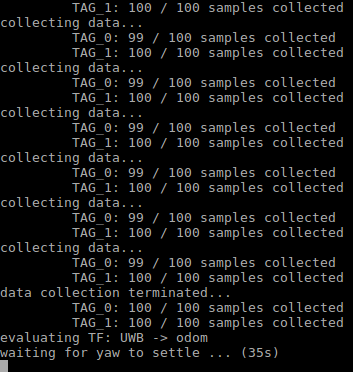 TAG_1: 100 / 100 samples collected
collecting data...
TAG_0: 99 / 100 samples collected
TAG_1: 100 / 100 samples collected
collecting data...
TAG_0: 99 / 100 samples collected
TAG_1: 100 / 100 samples collected
collecting data...
TAG_0: 99 / 100 samples collected
TAG_1: 100 / 100 samples collected
collecting data...
TAG_0: 99 / 100 samples collected
TAG_1: 100 / 100 samples collected
collecting data...
TAG_0: 99 / 100 samples collected
TAG_1: 100 / 100 samples collected
collecting data...
TAG_0: 99 / 100 samples collected
TAG_1: 100 / 100 samples collected
data collection terminated...
TAG_0: 100 / 100 samples collected
TAG_1: 100 / 100 samples collected
evaluating TF: UWB -> odom
waiting for yaw to settle ... (35s)